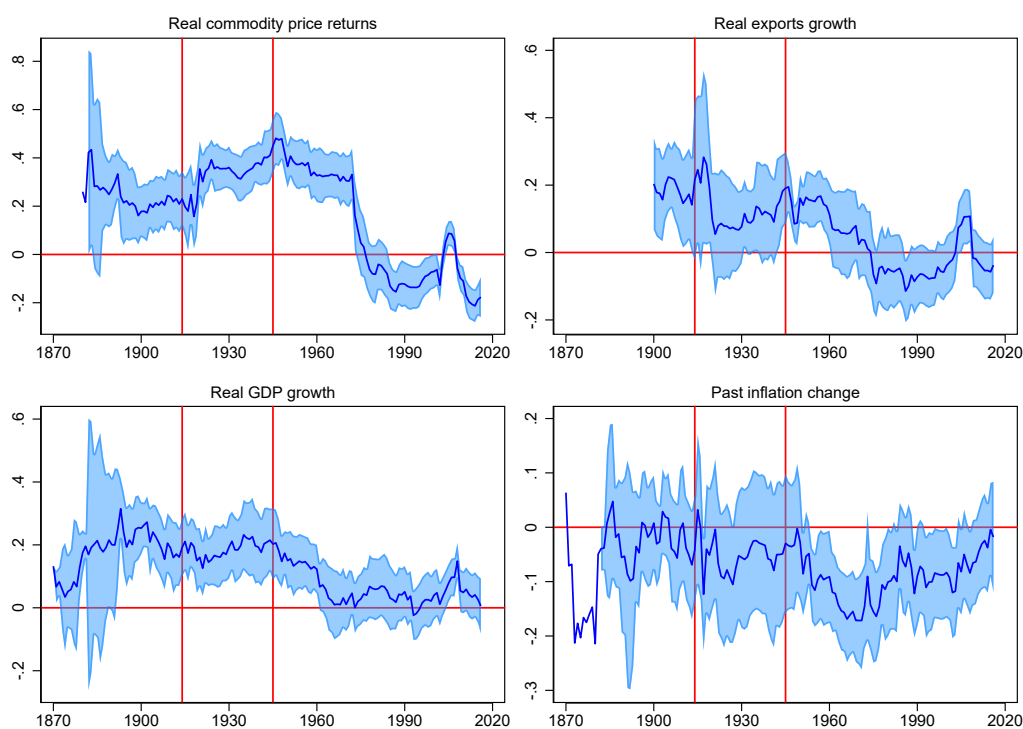 Real commodity price returns
.8
.6
.4
.2
0
-.2
1870 1900 1930 1960 1990 2020
Real exports growth
.6
.4
.2
0
-.2
1870 1900 1930 1960 1990 2020
Real GDP growth
.6
.4
.2
0
-.2
1870 1900 1930 1960 1990 2020
Past inflation change
.2
.1
0
-.1
-.2
-.3
1870 1900 1930 1960 1990 2020